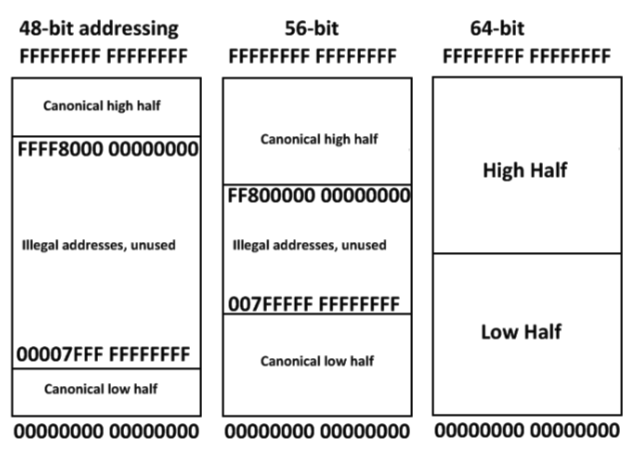 48-bit addressing
FFFFFFFF FFFFFFFF
Canonical high half
FFFF8000 00000000
Illegal addresses, unused
00007FFF FFFFFFFF
Canonical low half
00000000 00000000
56-bit
FFFFFFFF FFFFFFFF
Canonical high half
FF800000 00000000
Illegal addresses, unused
007FFFFF FFFFFFFF
Canonical low half
00000000 00000000
64-bit
FFFFFFFF FFFFFFFF
High Half
Low Half
00000000 00000000